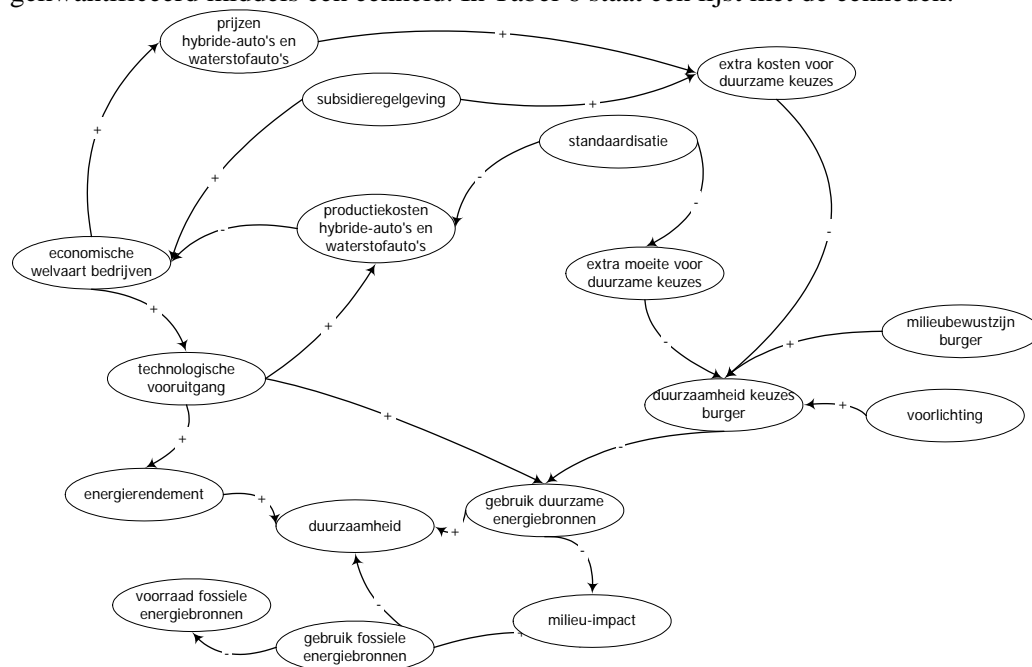 gekwantificeerd middels een eenheid. In Tabel 8 staat een lijst met de eenheden.
prijzen
hybride-auto's en
waterstofauto's
+
extra kosten voor
duurzame keuzes
subsidieregelgeving
+
+
standaardisatie
-
+
-
productiekosten
hybride-auto's en
waterstofauto's
-
-
economische
welvaart bedrijven
extra moeite voor
duurzame keuzes
+
+
-
milieubewustzijn
burger
+
technologische
vooruitgang
duurzaamheid keuzes
burger
+
voorlichting
+
+
-
energierendement
+
gebruik duurzame
energiebronnen
duurzaamheid
+
-
voorraad fossiele
energiebronnen
-
milieu-impact
gebruik fossiele
energiebronnen
-
+